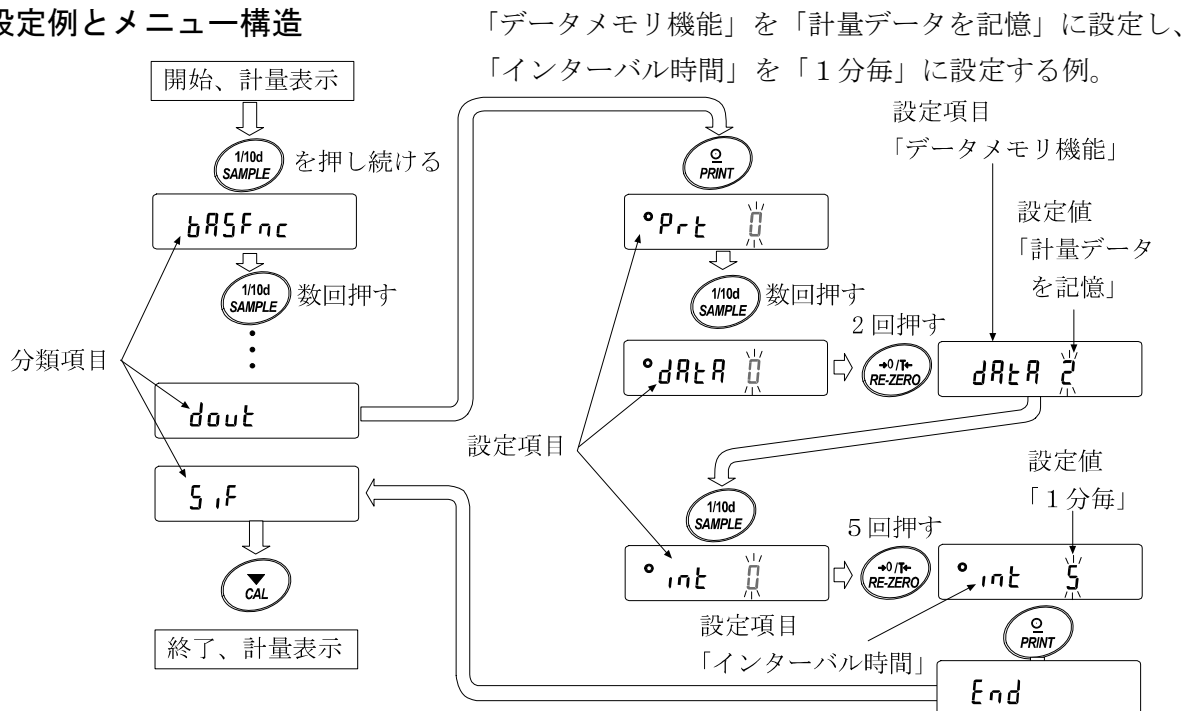 設定例とメニュー構造
「データメモリ機能」を「計量データを記憶」に設定し、
「インターバル時間」を「１分毎」に設定する例。
開始、計量表示
1/10d
SAMPLE
を押し続ける
bASFnc
1/10d
SAMPLE
数回押す
分類項目
dout
SiF
CAL
終了、計量表示
PRINT
Prt 0
1/10d
SAMPLE
数回押す
dAtA 0
2 回押す
→0/T←
RE-ZERO
設定項目
「データメモリ機能」
設定値
「計量データ
を記憶」
dAtA 2
設定項目
1/10d
SAMPLE
int 0
5 回押す
→0/T←
RE-ZERO
設定値
「１分毎」
int 5
設定項目
「インターバル時間」
PRINT
End